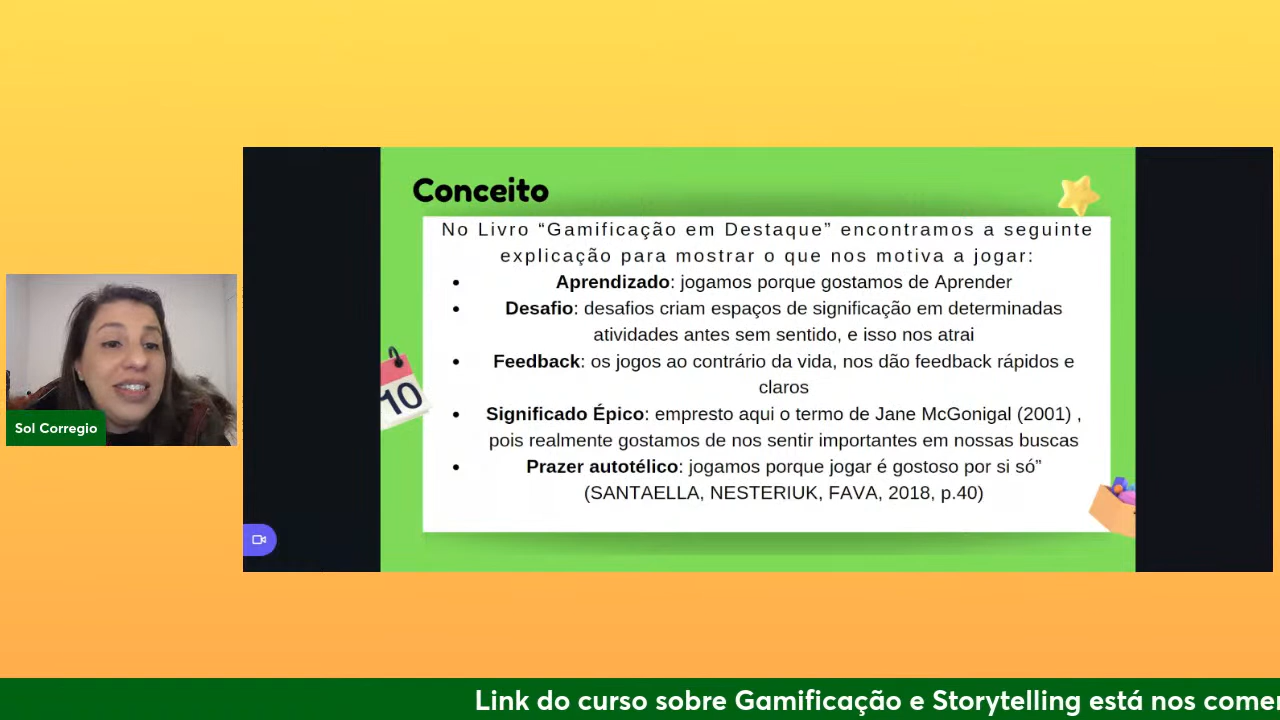 Conceito
No Livro “Gamificação em Destaque” encontramos a seguinte
explicação para mostrar o que nos motiva a jogar:
• Aprendizado: jogamos porque gostamos de Aprender
• Desafio: desafios criam espaços de significação em determinadas
atividades antes sem sentido, e isso nos atrai
• Feedback: os jogos ao contrário da vida, nos dão feedback rápidos e
claros
• Significado Épico: empresto aqui o termo de Jane McGonigal (2001) ,
pois realmente gostamos de nos sentir importantes em nossas buscas
• Prazer autotélico: jogamos porque jogar é gostoso por si só”
(SANTAELLA, NESTERIUK, FAVA, 2018, p.40)
10
Sol Corregio
Link do curso sobre Gamificação e Storytelling está nos come